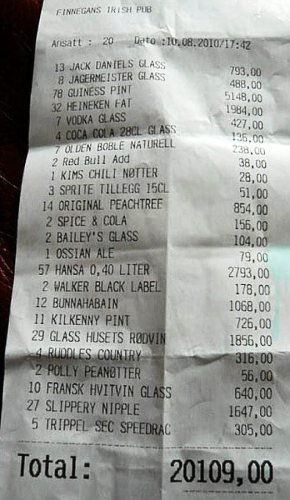 FINNEGANS IRISH PUB
Ansatt : 20 Dato :10.08.2010/17:42
13 JACK DANIELS GLASS 793,00
8 JAGERMEISTER GLASS 488,00
78 GUINESS PINT 5148,00
32 HEINEKEN FAT 1984,00
7 VODKA GLASS 427,00
4 COCA COLA 28CL GLASS 136,00
7 OLDEN BOBLE NATURELL 238,00
2 Red Bull Add 38,00
1 KIMS CHILI NØTTER 28,00
3 SPRITE TILLEGG 15CL 51,00
14 ORIGINAL PEACHTREE 854,00
2 SPICE & COLA 156,00
2 BAILEY'S GLASS 104,00
1 OSSIAN ALE 79,00
57 HANSA 0,40 LITER 2793,00
2 WALKER BLACK LABEL 178,00
12 BUNNAHABAIN 1068,00
11 KILKENNY PINT 726,00
29 GLASS HUSETS RØDVIN 1856,00
4 RUDDLES COUNTRY 316,00
2 POLLY PEANØTTER 56,00
10 FRANSK HVITVIN GLASS 640,00
27 SLIPPERY NIPPLE 1647,00
5 TRIPPEL SEC SPEEDRAC 305,00
Total: 20109,00